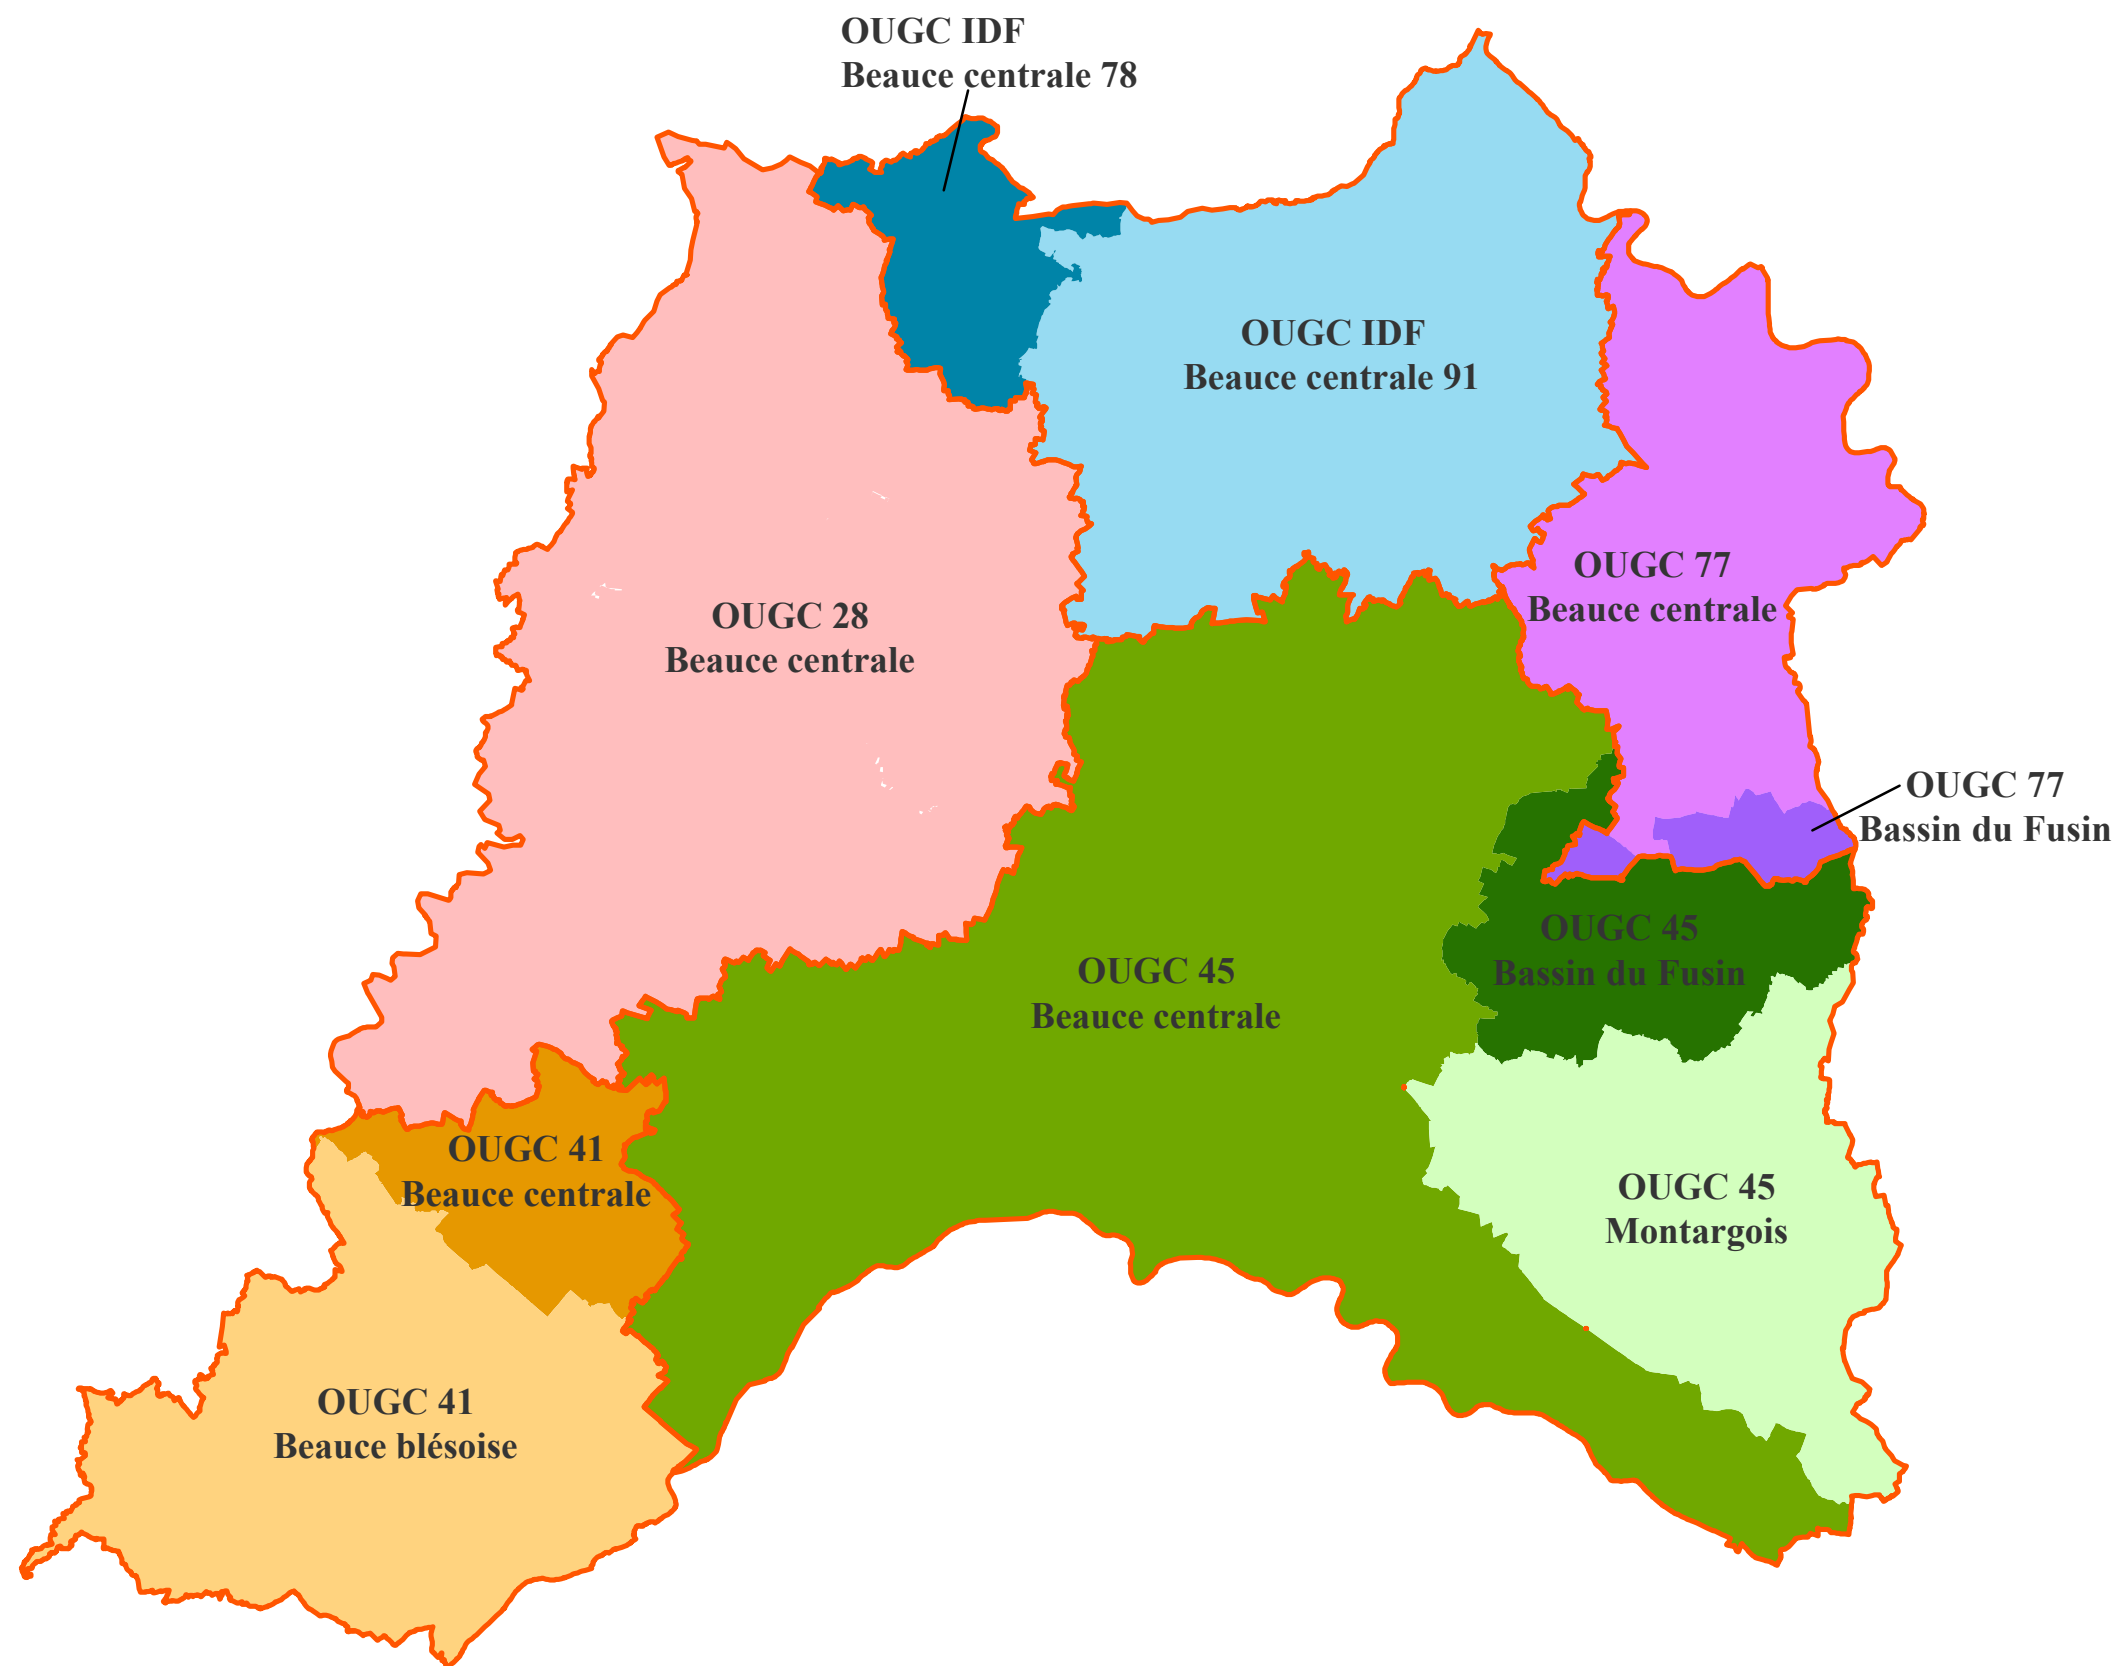 OUGC IDF
Beauce centrale 78
OUGC IDF
Beauce centrale 91
OUGC 77
Beauce centrale
OUGC 28
Beauce centrale
OUGC 77
Bassin du Fusin
OUGC 45
Bassin du Fusin
OUGC 45
Beauce centrale
OUGC 41
Beauce centrale
OUGC 45
Montargois
OUGC 41
Beauce blésoise